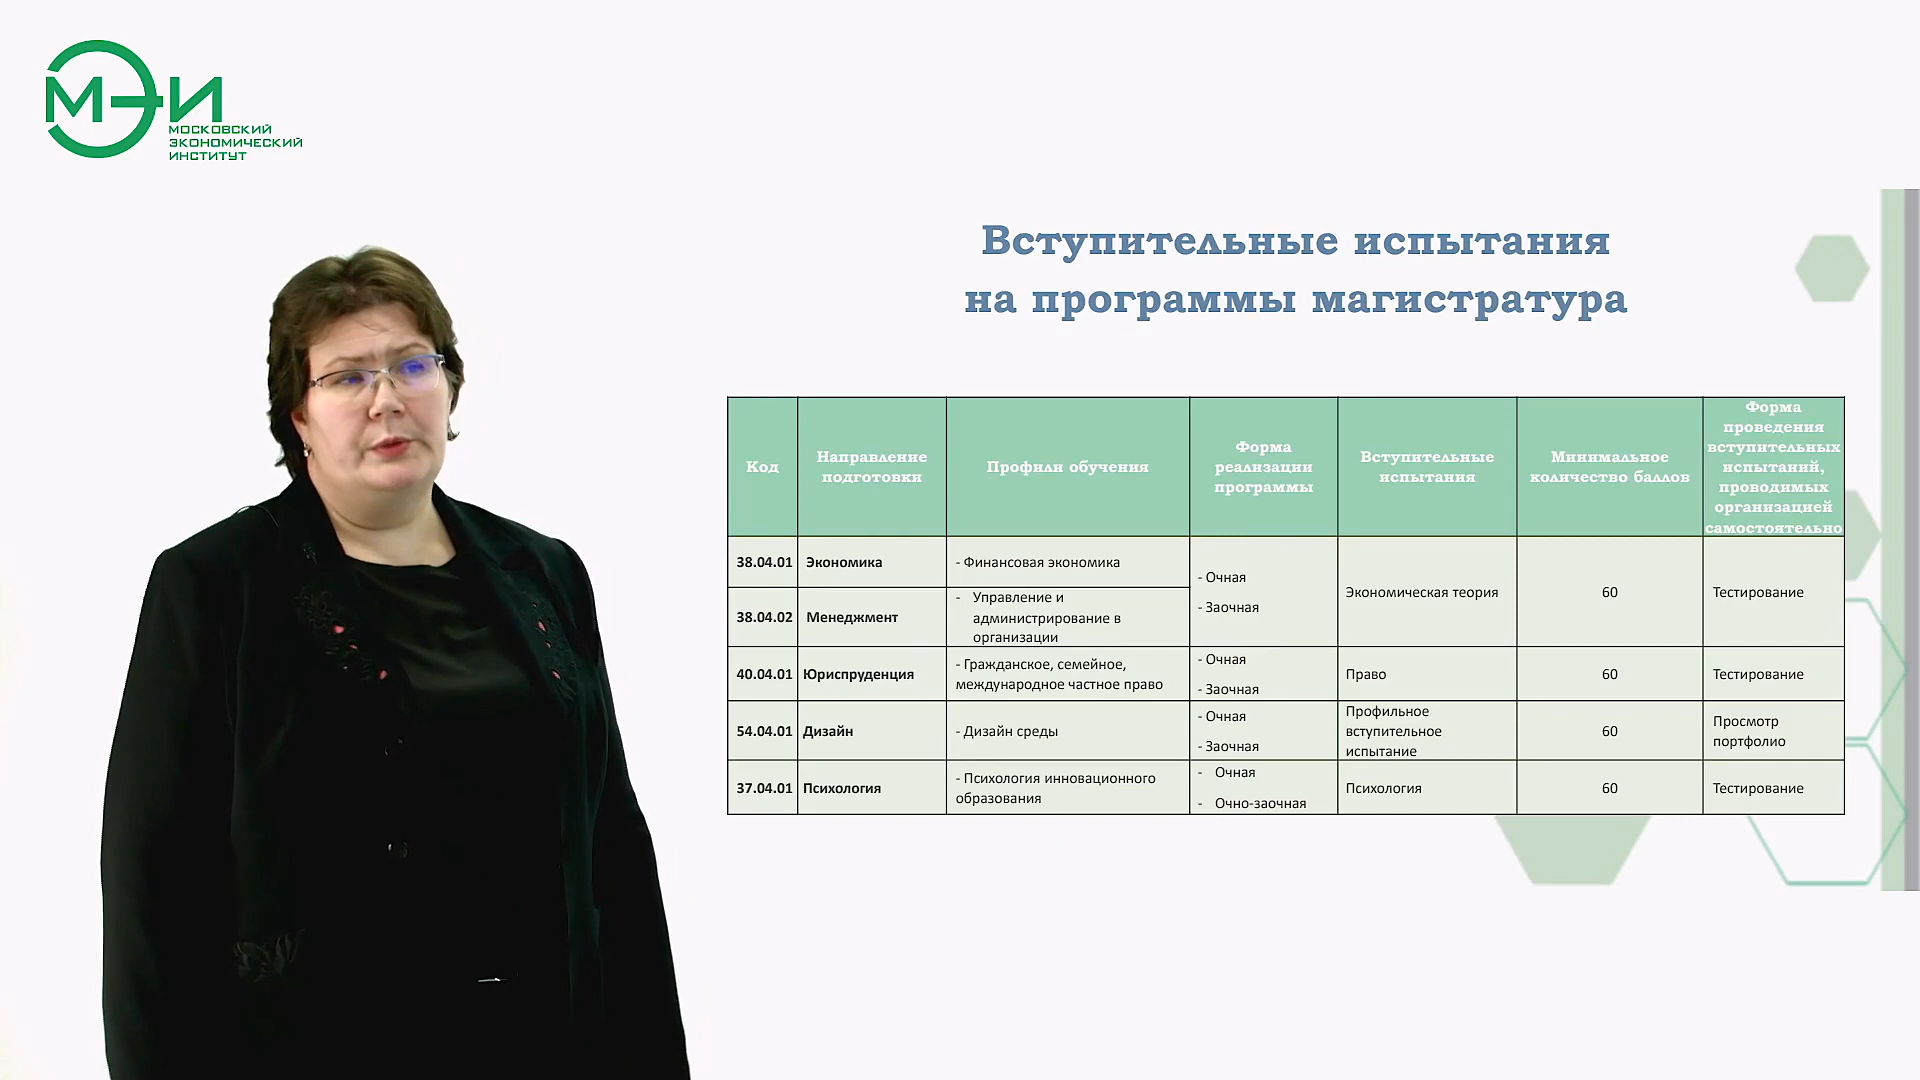 МЭИ
МОСКОВСКИЙ
ЭКОНОМИЧЕСКИЙ
ИНСТИТУТ
Вступительные испытания
на программы магистратура
Код
Направление
подготовки
Профили обучения
Форма
реализации
программы
Вступительные
испытания
Минимальное
количество баллов
Форма
проведения
вступительных
испытаний,
проводимых
организацией
самостоятельно
38.04.01
Экономика
- Финансовая экономика
- Очная
- Заочная
Экономическая теория
60
Тестирование
38.04.02
Менеджмент
- Управление и
администрирование в
организации
40.04.01
Юриспруденция
- Гражданское, семейное,
международное частное право
- Очная
- Заочная
Право
60
Тестирование
54.04.01
Дизайн
- Дизайн среды
- Очная
- Заочная
Профильное
вступительное
испытание
60
Просмотр
портфолио
37.04.01
Психология
- Психология инновационного
образования
- Очная
- Очно-заочная
Психология
60
Тестирование